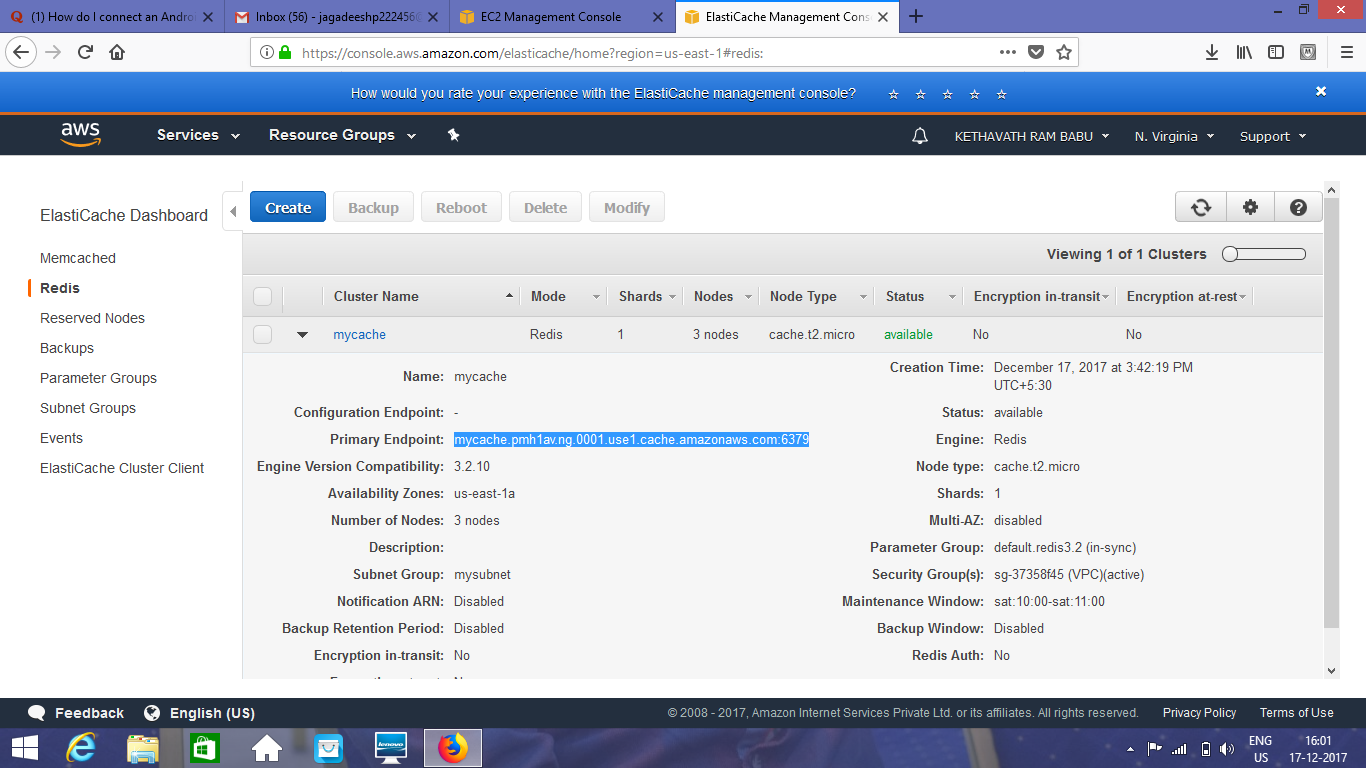 (1) How do I connect an Andro
Inbox (56) - jagadeeshp222456@
EC2 Management Console
ElastiCache Management Cons
https://console.aws.amazon.com/elasticache/home?region=us-east-1#redis:
How would you rate your experience with the ElastiCache management console?
aws
Services
Resource Groups
KETHAVATH RAM BABU
N. Virginia
Support
ElastiCache Dashboard
Memcached
Redis
Reserved Nodes
Backups
Parameter Groups
Subnet Groups
Events
ElastiCache Cluster Client
Create
Backup
Reboot
Delete
Modify
Viewing 1 of 1 Clusters
Cluster Name Mode Shards Nodes Node Type Status Encryption in-transit Encryption at-rest
mycache Redis 1 3 nodes cache.t2.micro available No No
Name: mycache
Configuration Endpoint: -
Primary Endpoint: mycache.pmh1av.ng.0001.use1.cache.amazonaws.com:6379
Engine Version Compatibility: 3.2.10
Availability Zones: us-east-1a
Number of Nodes: 3 nodes
Description:
Subnet Group: mysubnet
Notification ARN: Disabled
Backup Retention Period: Disabled
Encryption in-transit: No
Creation Time: December 17, 2017 at 3:42:19 PM
UTC+5:30
Status: available
Engine: Redis
Node type: cache.t2.micro
Shards: 1
Multi-AZ: disabled
Parameter Group: default.redis3.2 (in-sync)
Security Group(s): sg-37358f45 (VPC)(active)
Maintenance Window: sat:10:00-sat:11:00
Backup Window: Disabled
Redis Auth: No
Feedback
English (US)
© 2008 - 2017, Amazon Internet Services Private Ltd. or its affiliates. All rights reserved.
Privacy Policy
Terms of Use
lenovo
ENG
US
16:01
17-12-2017